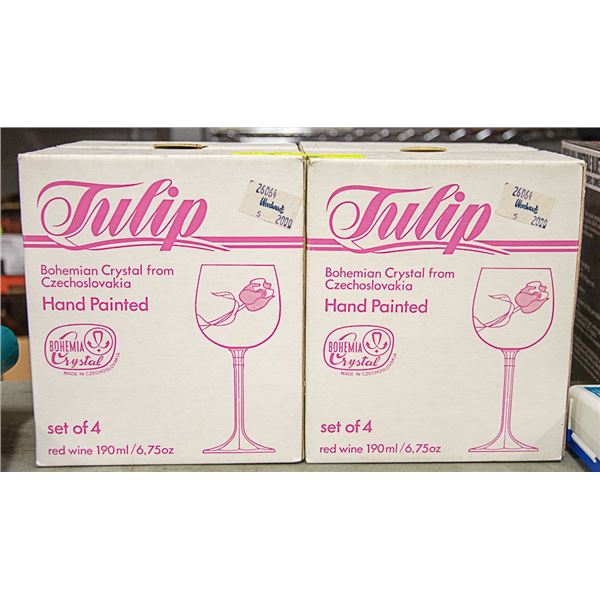 Tulip
26064
Woodward's
S 2000
Bohemian Crystal from
Czechoslovakia
Hand Painted
BOHEMIA
Crystal
MADE IN CZECHOSLOVAKIA
set of 4
red wine 190ml/6,75oz
Tulip
26064
Woodward's
S 2000
Bohemian Crystal from
Czechoslovakia
Hand Painted
BOHEMIA
Crystal
MADE IN CZECHOSLOVAKIA
set of 4
red wine 190ml/6,75oz